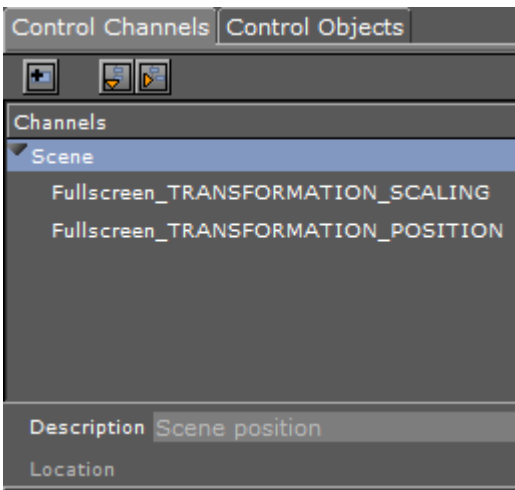 Control Channels Control Objects
Channels
Scene
Fullscreen_TRANSFORMATION_SCALING
Fullscreen_TRANSFORMATION_POSITION
Description Scene position
Location